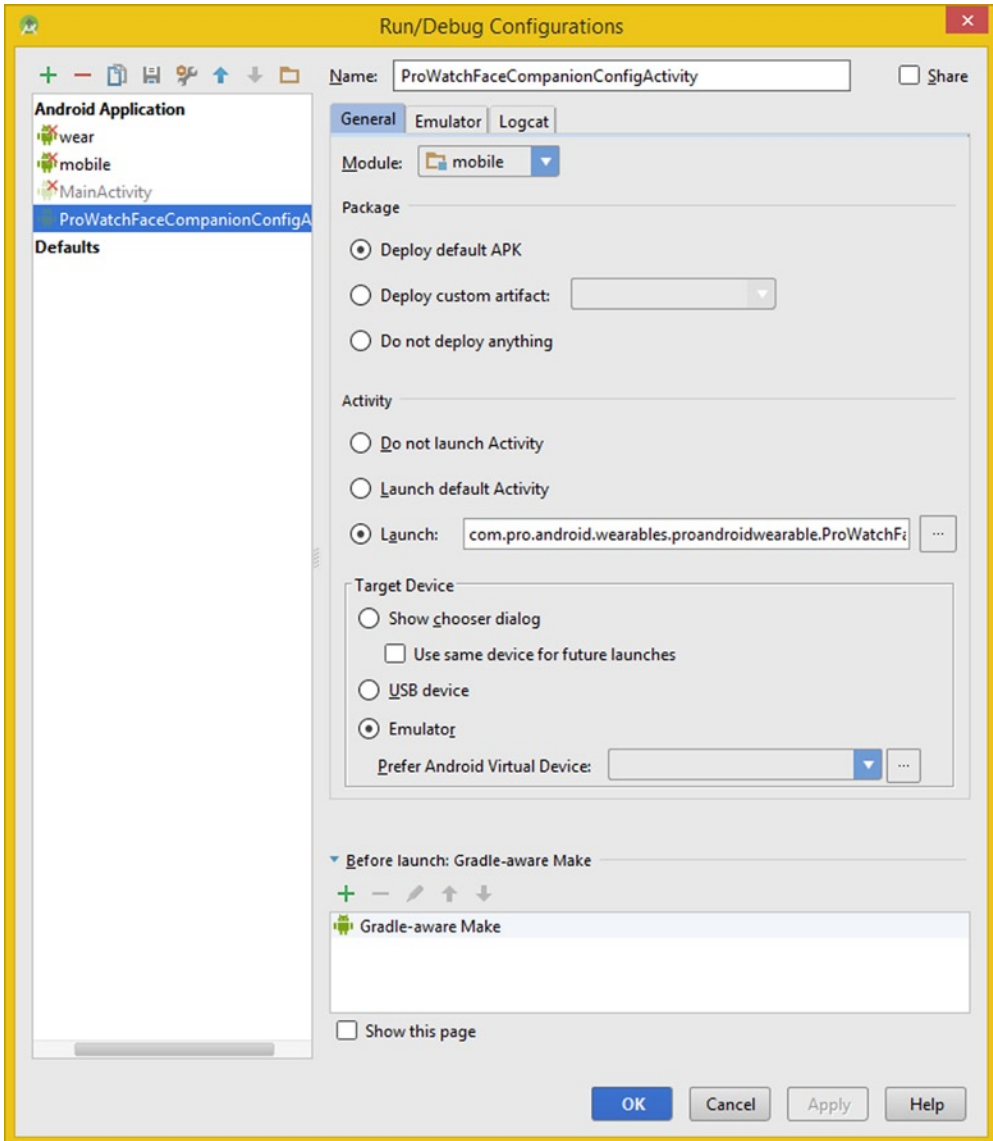 Run/Debug Configurations
Android Application
wear
mobile
MainActivity
ProWatchFaceCompanionConfigA
Defaults
Name: ProWatchFaceCompanionConfigActivity Share
General Emulator Logcat
Module: mobile
Package
Deploy default APK
Deploy custom artifact:
Do not deploy anything
Activity
Do not launch Activity
Launch default Activity
Launch: com.pro.android.wearables.proandroidwearable.ProWatchFa ...
Target Device
Show chooser dialog
Use same device for future launches
USB device
Emulator
Prefer Android Virtual Device: ...
Before launch: Gradle-aware Make
Gradle-aware Make
Show this page
OK Cancel Apply Help